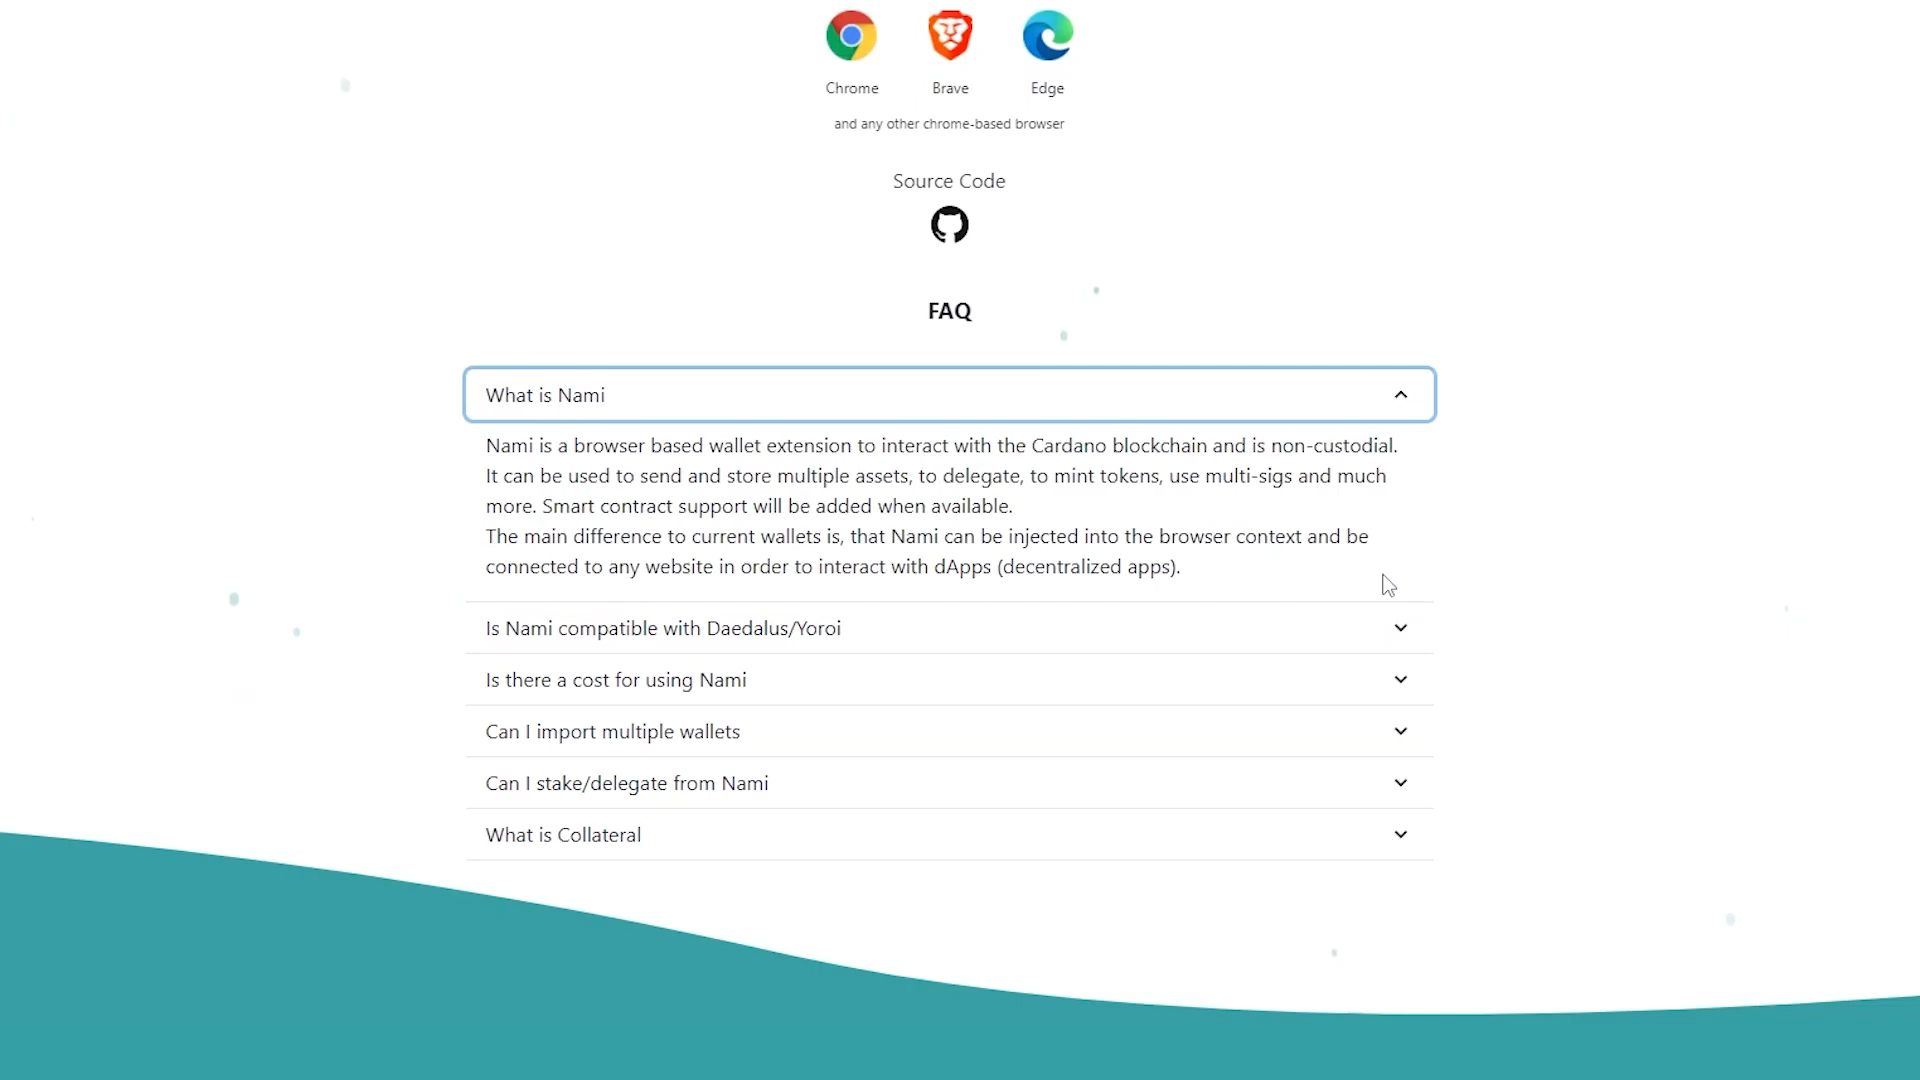 Chrome Brave Edge
and any other chrome-based browser
Source Code
FAQ
What is Nami
Nami is a browser based wallet extension to interact with the Cardano blockchain and is non-custodial.
It can be used to send and store multiple assets, to delegate, to mint tokens, use multi-sigs and much
more. Smart contract support will be added when available.
The main difference to current wallets is, that Nami can be injected into the browser context and be
connected to any website in order to interact with dApps (decentralized apps).
Is Nami compatible with Daedalus/Yoroi
Is there a cost for using Nami
Can I import multiple wallets
Can I stake/delegate from Nami
What is Collateral